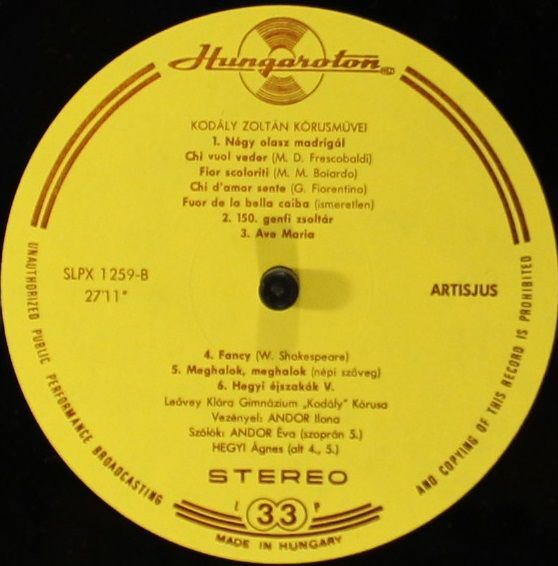 Hungaroton
KODÁLY ZOLTÁN KÓRUSMŰVEI
1. Négy olasz madrigál
Chi vuol veder (M. D. Frescobaldi)
Fior scoloriti (M. M. Boiardo)
Chi d'amor sente (G. Fiorentino)
Fuor de la bella caiba (ismeretlen)
2. 150. genfi zsoltár
3. Ave Maria
SLPX 1259-B
27'11"
ARTISJUS
4. Fancy (W. Shakespeare)
5. Meghalok, meghalok (népi szöveg)
6. Hegyi éjszakák V.
Leövey Klára Gimnázium „Kodály" Kórusa
Vezényel: ANDOR Ilona
Szólók: ANDOR Éva (szoprán 5.)
HEGYI Ágnes (alt 4., 5.)
STEREO
L 33 P
MADE IN HUNGARY
UNAUTHORIZED PUBLIC PERFORMANCE BROADCASTING
AND COPYING OF THIS RECORD IS PROHIBITED